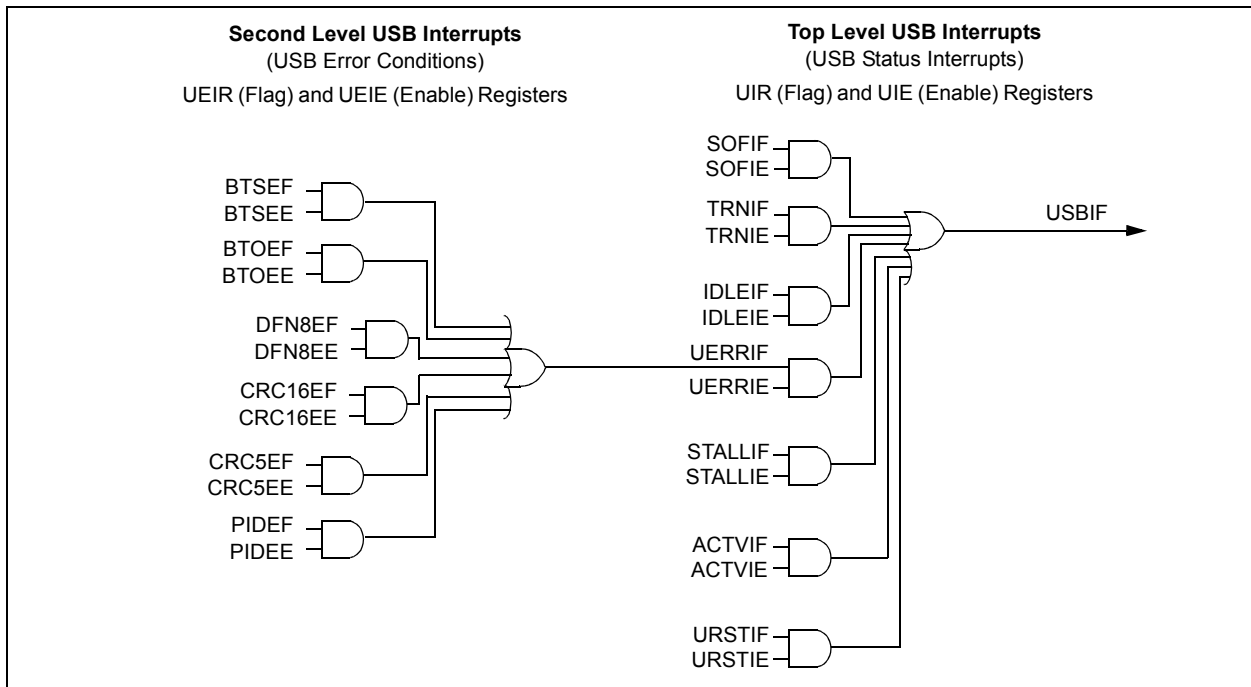 Second Level USB Interrupts
(USB Error Conditions)
UEIR (Flag) and UEIE (Enable) Registers
BTSEF
BTSEE
BTOEF
BTOEE
DFN8EF
DFN8EE
CRC16EF
CRC16EE
CRC5EF
CRC5EE
PIDEF
PIDEE
Top Level USB Interrupts
(USB Status Interrupts)
UIR (Flag) and UIE (Enable) Registers
SOFIF
SOFIE
TRNIF
TRNIE
IDLEIF
IDLEIE
UERRIF
UERRIE
STALLIF
STALLIE
ACTVIF
ACTVIE
URSTIF
URSTIE
USBIF